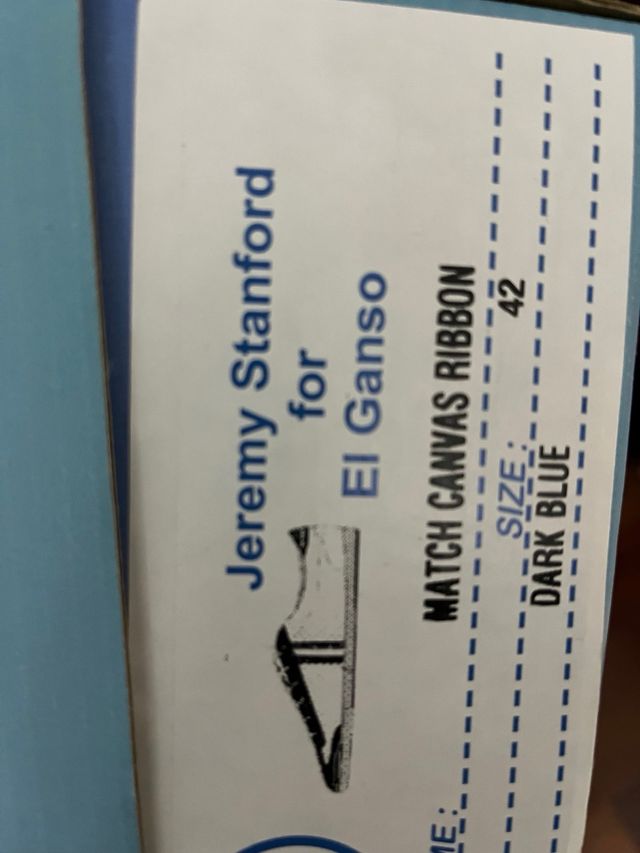 Jeremy Stanford
for
El Ganso
ME: MATCH CANVAS RIBBON
SIZE: 42
DARK BLUE